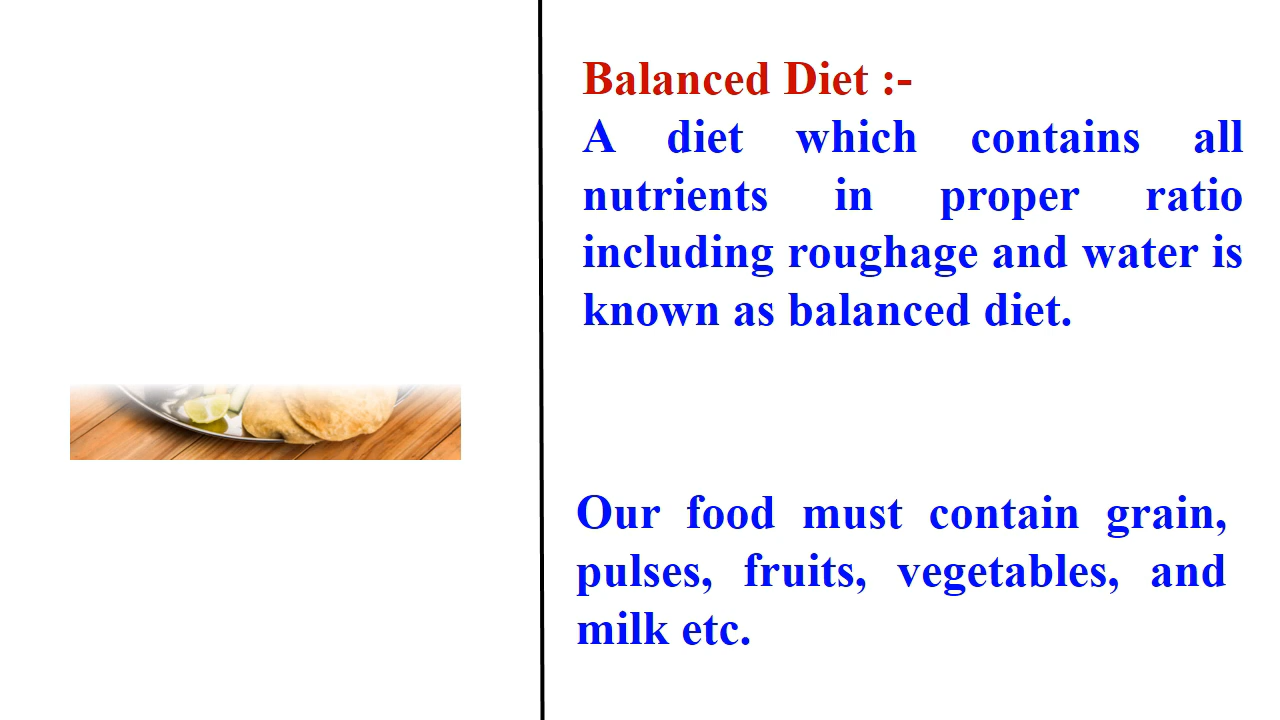 Balanced Diet :-
A diet which contains all
nutrients in proper ratio
including roughage and water is
known as balanced diet.
Our food must contain grain,
pulses, fruits, vegetables, and
milk etc.